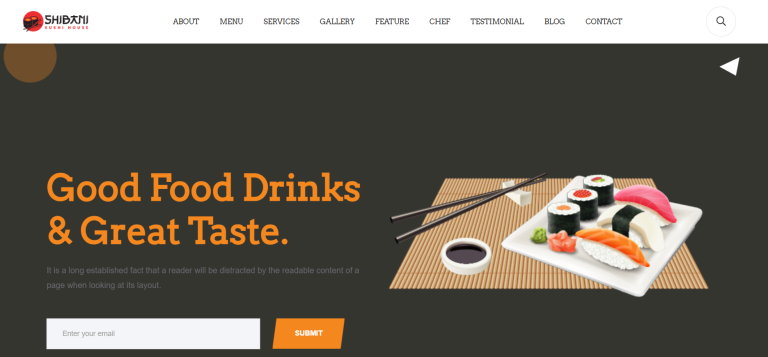 SHIBANI
SUSHI HOUSE
ABOUT MENU SERVICES GALLERY FEATURE CHEF TESTIMONIAL BLOG CONTACT
Good Food Drinks
& Great Taste.
It is a long established fact that a reader will be distracted by the readable content of a
page when looking at its layout.
Enter your email SUBMIT